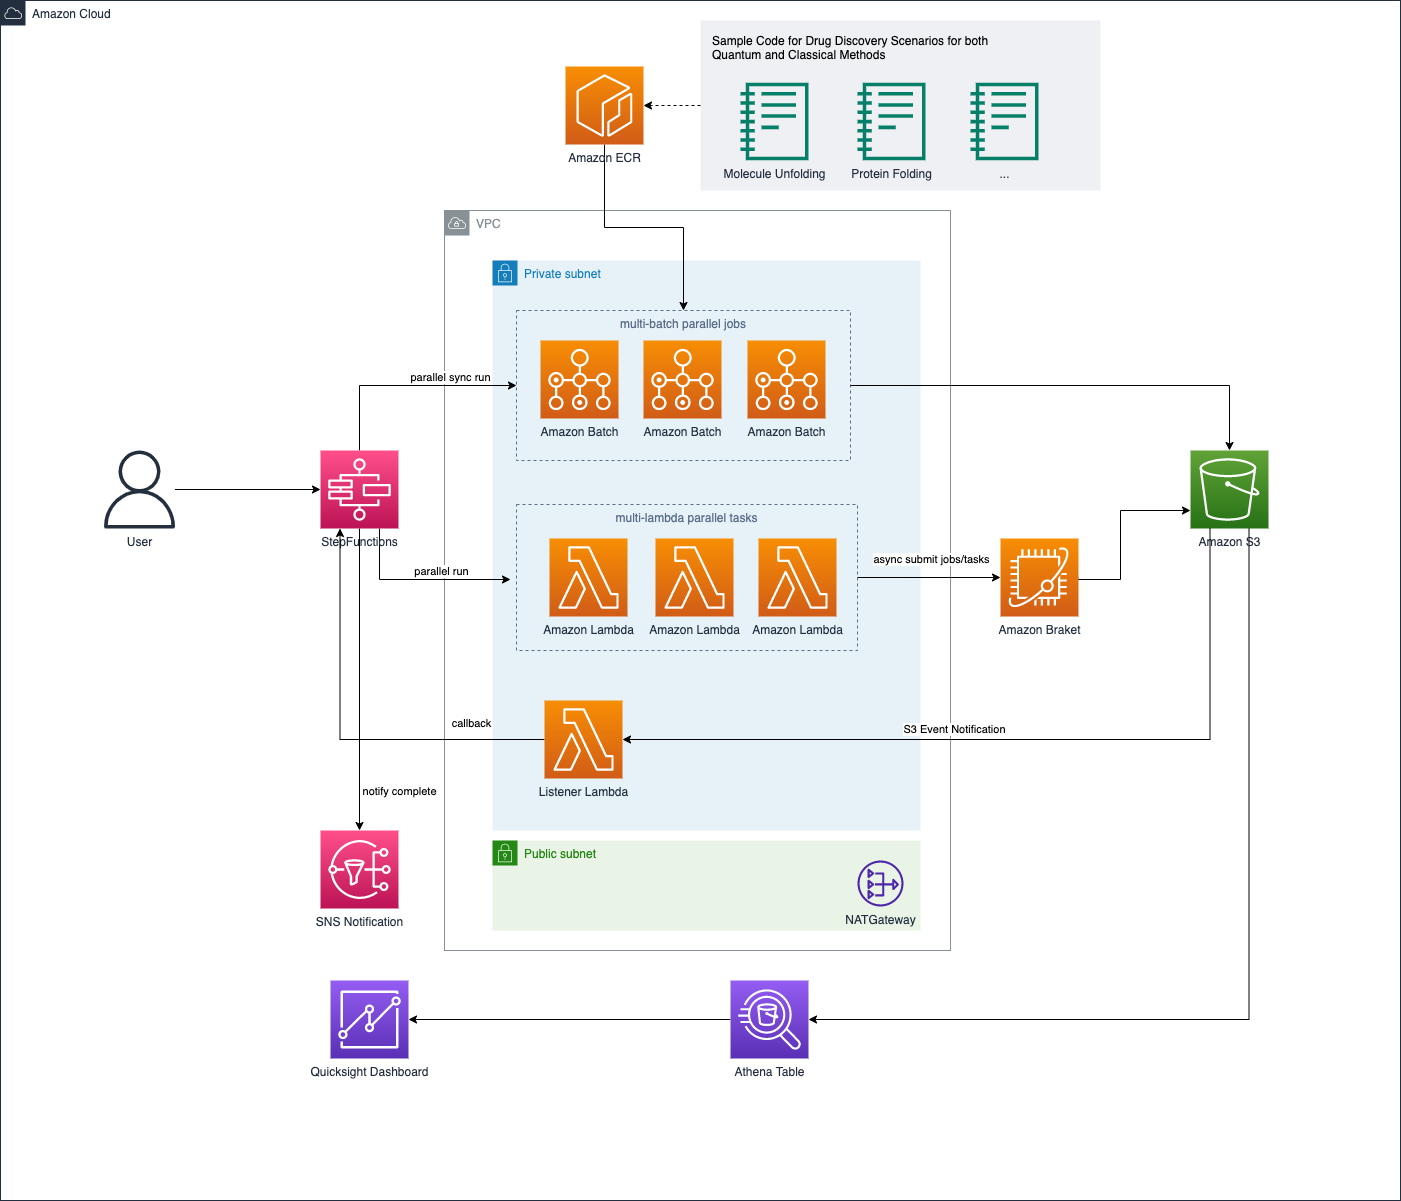 Amazon Cloud
Sample Code for Drug Discovery Scenarios for both
Quantum and Classical Methods
Molecule Unfolding
Protein Folding
...
Amazon ECR
VPC
Private subnet
multi-batch parallel jobs
Amazon Batch
Amazon Batch
Amazon Batch
parallel sync run
User
StepFunctions
parallel run
multi-lambda parallel tasks
Amazon Lambda
Amazon Lambda
Amazon Lambda
async submit jobs/tasks
Amazon Braket
Amazon S3
callback
S3 Event Notification
Listener Lambda
notify complete
SNS Notification
Public subnet
NATGateway
Quicksight Dashboard
Athena Table